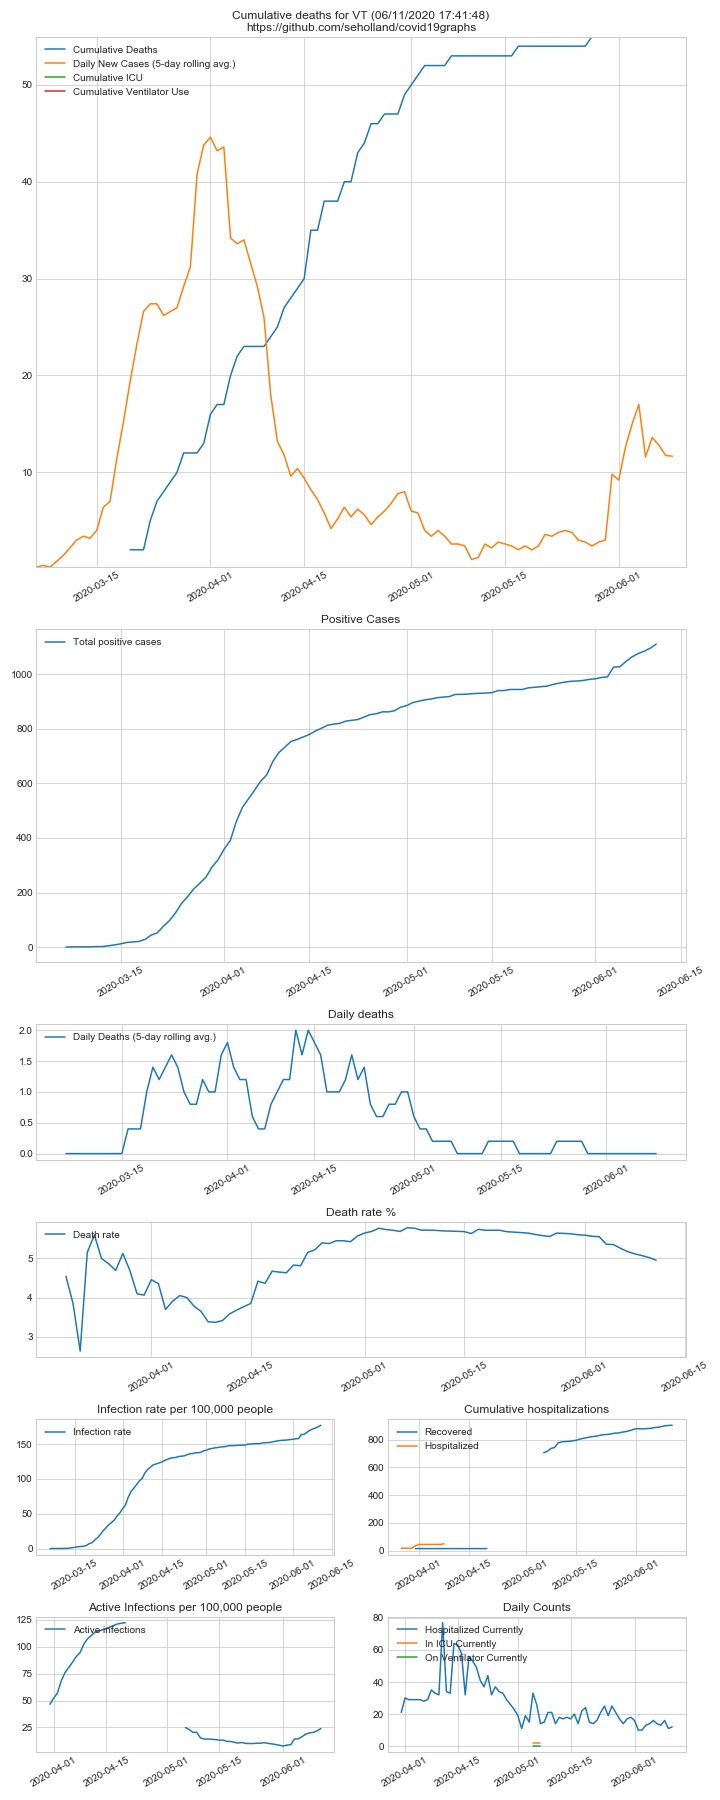 Cumulative deaths for VT (06/11/2020 17:41:48)
https://github.com/seholland/covid19graphs
Cumulative Deaths
Daily New Cases (5-day rolling avg.)
Cumulative ICU
Cumulative Ventilator Use
50
40
30
20
10
2020-03-15 2020-04-01 2020-04-15 2020-05-01 2020-05-15 2020-06-01
Positive Cases
Total positive cases
1000
800
600
400
200
0
2020-03-15 2020-04-01 2020-04-15 2020-05-01 2020-05-15 2020-06-01 2020-06-15
Daily deaths
Daily Deaths (5-day rolling avg.)
2.0
1.5
1.0
0.5
0.0
2020-03-15 2020-04-01 2020-04-15 2020-05-01 2020-05-15 2020-06-01
Death rate %
Death rate
5
4
3
2020-04-01 2020-04-15 2020-05-01 2020-05-15 2020-06-01 2020-06-15
Infection rate per 100,000 people
Infection rate
150
100
50
0
2020-03-15 2020-04-01 2020-04-15 2020-05-01 2020-05-15 2020-06-01 2020-06-15
Cumulative hospitalizations
Recovered
Hospitalized
800
600
400
200
0
2020-04-01 2020-04-15 2020-05-01 2020-05-15 2020-06-01
Active Infections per 100,000 people
Active infections
125
100
75
50
25
2020-04-01 2020-04-15 2020-05-01 2020-05-15 2020-06-01
Daily Counts
Hospitalized Currently
In ICU Currently
On Ventilator Currently
80
60
40
20
0
2020-04-01 2020-04-15 2020-05-01 2020-05-15 2020-06-01